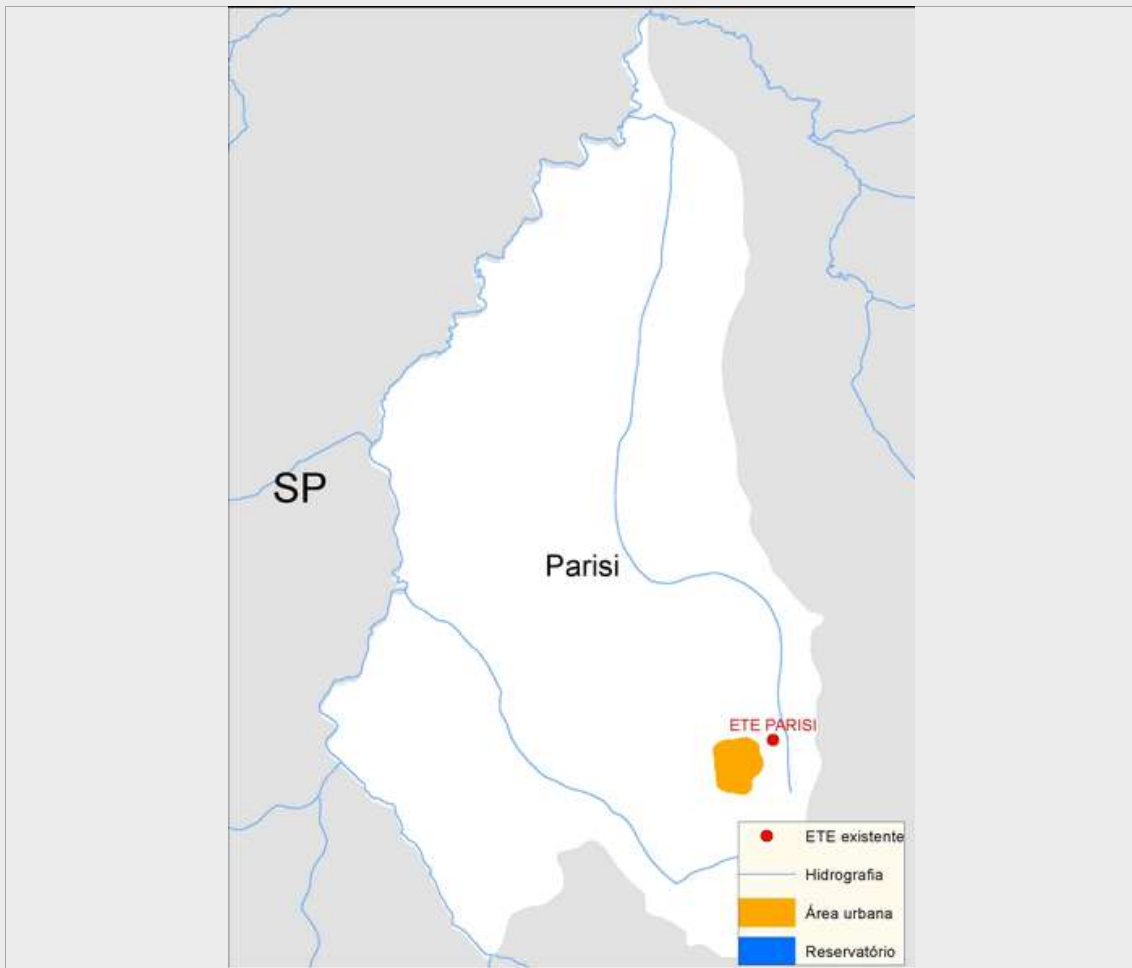 SP
Parisi
ETE PARISI
ETE existente
Hidrografia
Área urbana
Reservatório